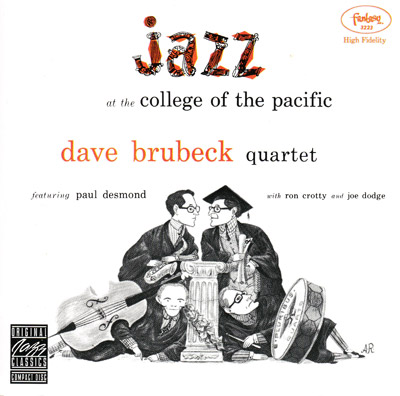 jazz
Fantasy
3223
High Fidelity
at the college of the pacific
dave brubeck quartet
featuring paul desmond
with ron crotty and joe dodge
ORIGINAL
Jazz
CLASSICS
COMPACT DISC
AR